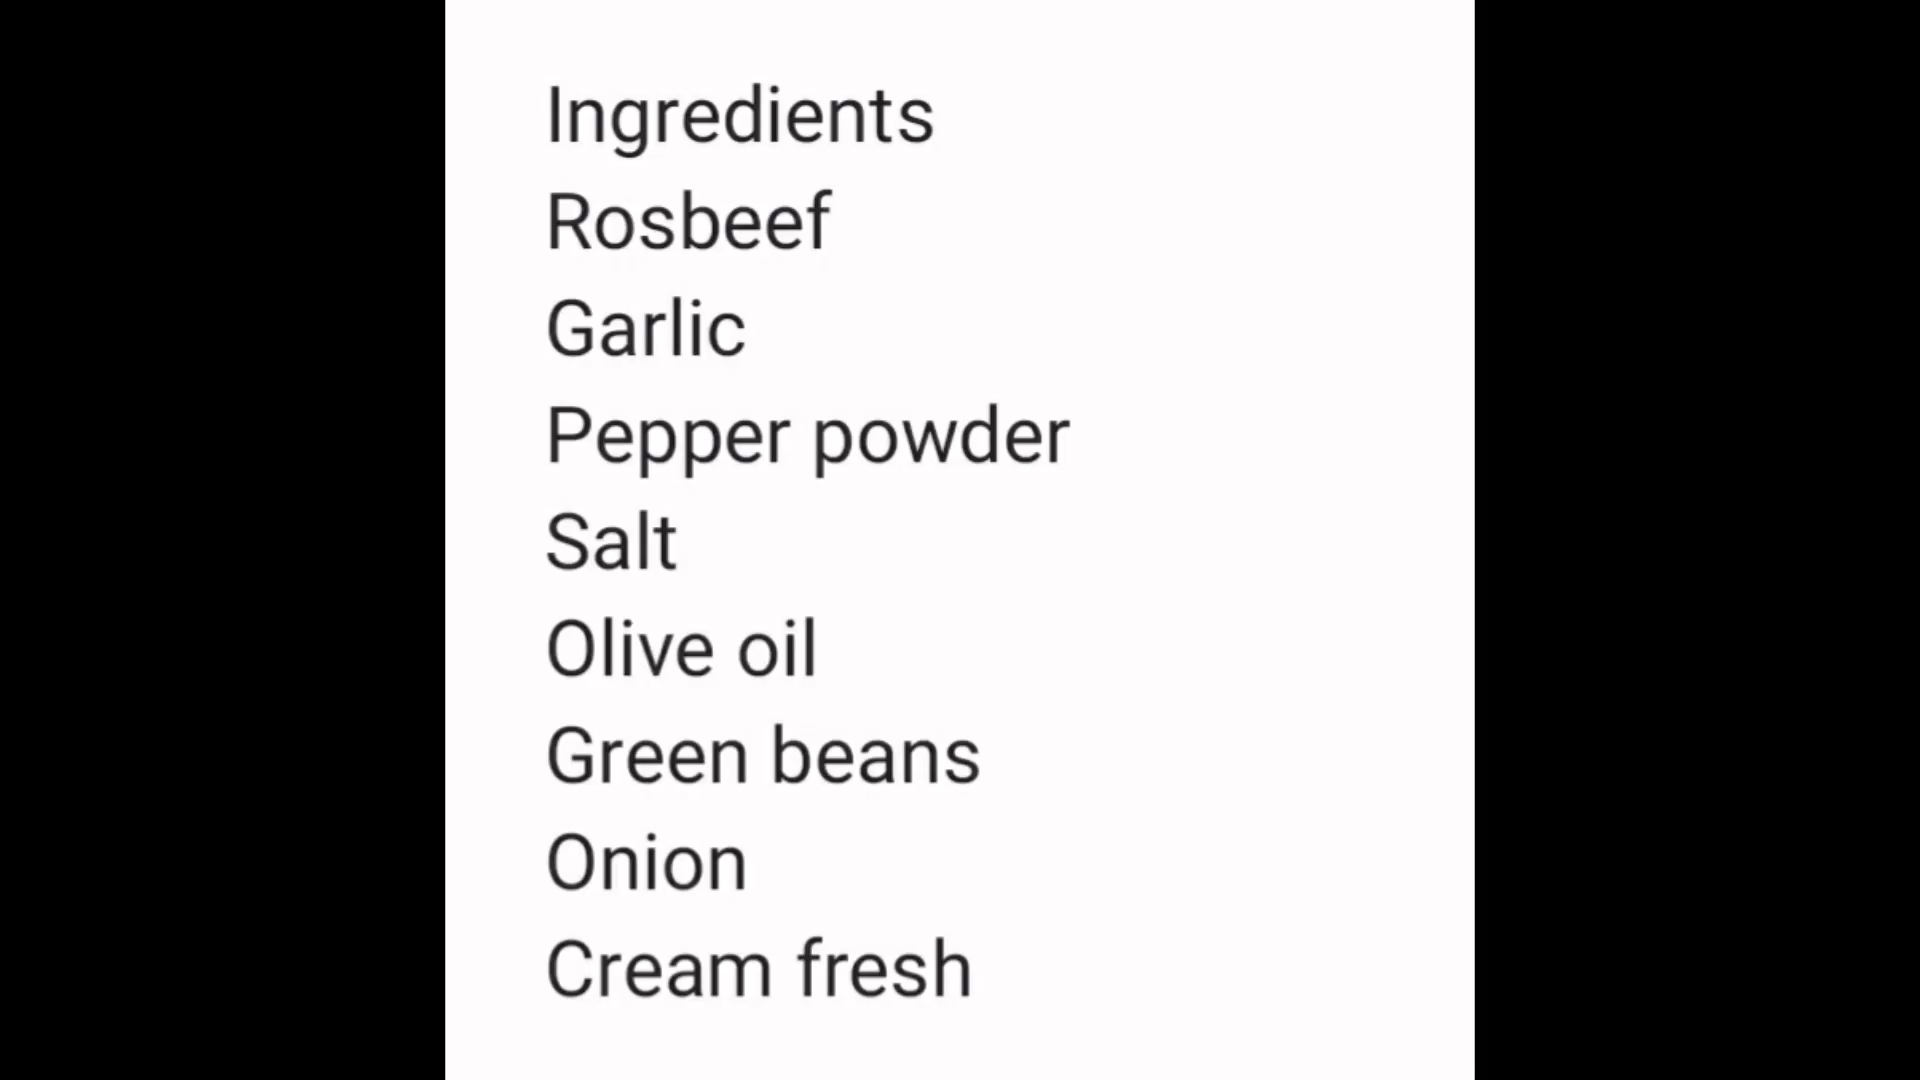 Ingredients
Rosbeef
Garlic
Pepper powder
Salt
Olive oil
Green beans
Onion
Cream fresh